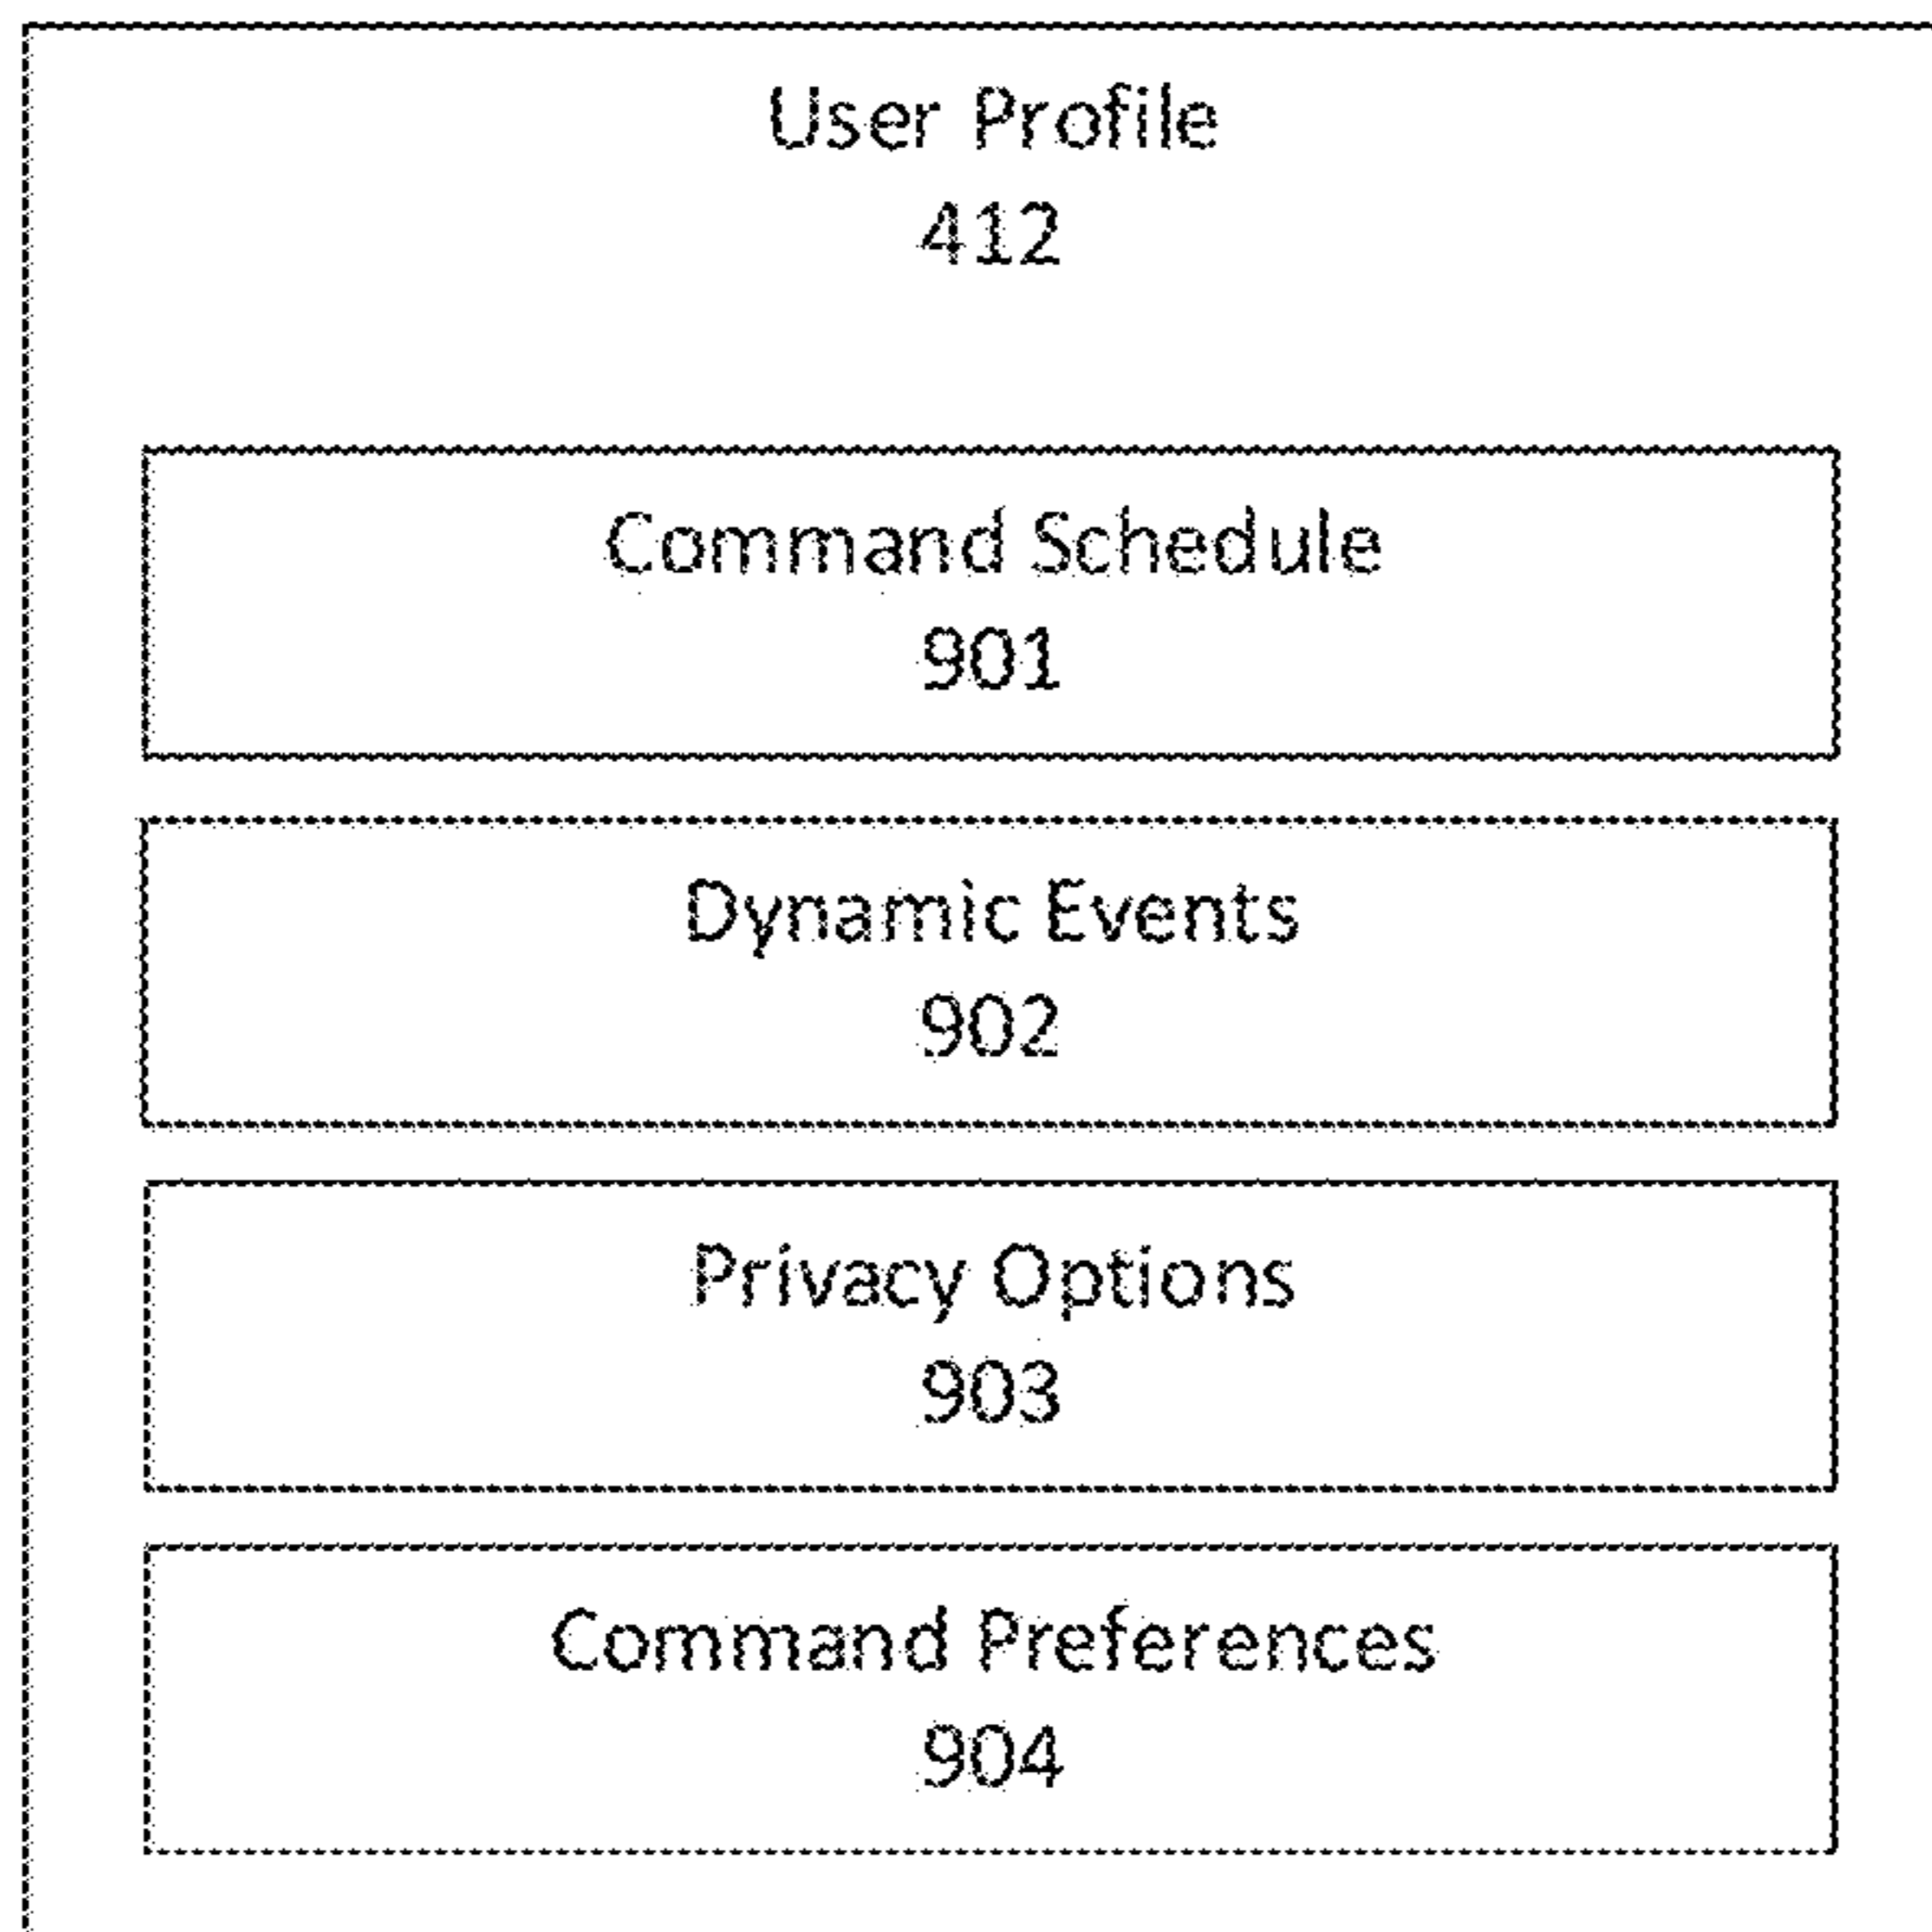 User Profile
412
Command Schedule
901
Dynamic Events
902
Privacy Options
903
Command Preferences
904